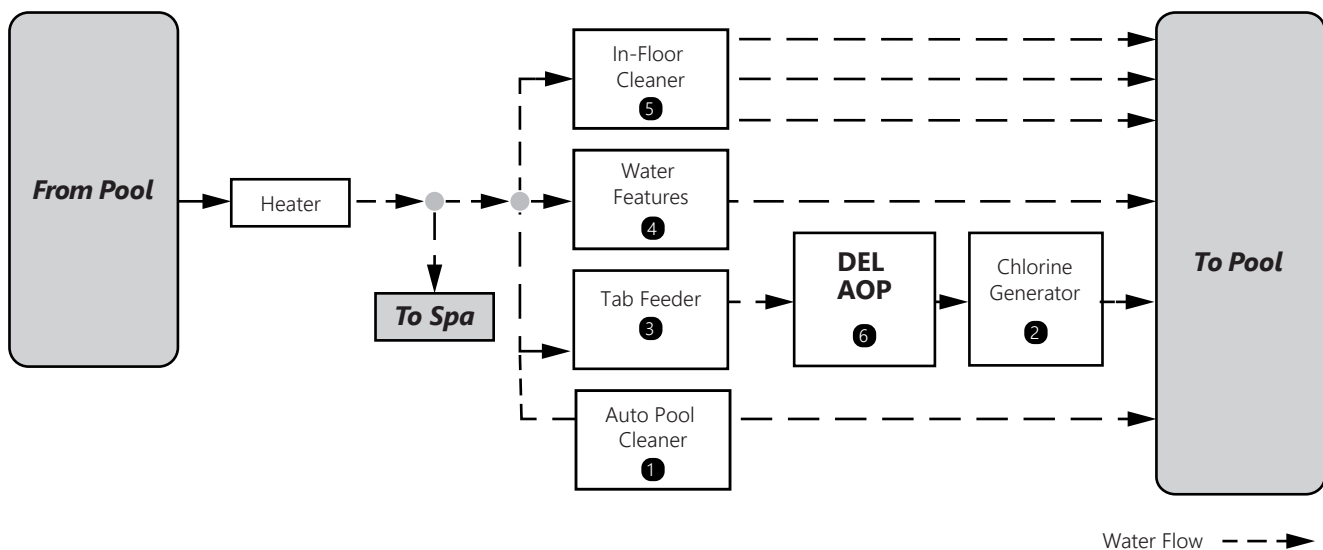 From Pool
Heater
To Spa
In-Floor
Cleaner
5
Water
Features
4
Tab Feeder
3
DEL
AOP
6
Chlorine
Generator
2
Auto Pool
Cleaner
1
To Pool
Water Flow